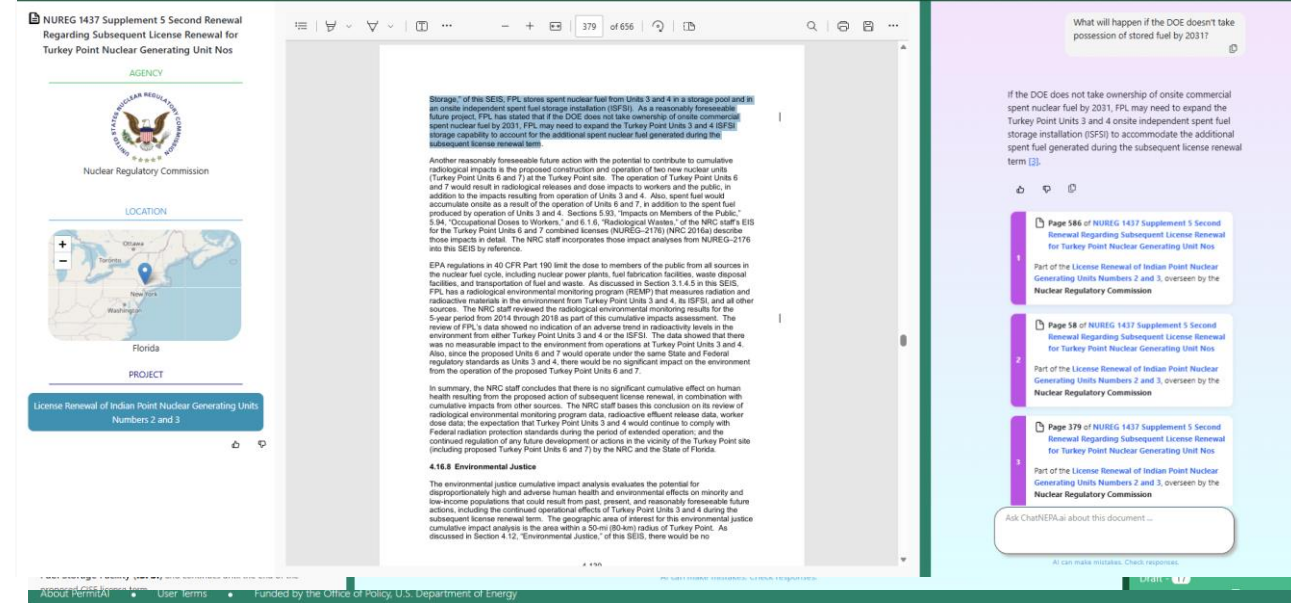 NUREG 1437 Supplement 5 Second Renewal
Regarding Subsequent License Renewal for
Turkey Point Nuclear Generating Unit Nos
AGENCY
NUCLEAR REGULATORY COMMISSION
UNITED STATES
Nuclear Regulatory Commission
LOCATION
+
−
Ottawa
Toronto
New York
Washington
Florida
PROJECT
License Renewal of Indian Point Nuclear Generating Units
Numbers 2 and 3
379 of 656
Storage," of this SEIS, FPL stores spent nuclear fuel from Units 3 and 4 in a storage pool and in
an onsite independent spent fuel storage installation (ISFSI). As a reasonably foreseeable
future project, FPL has stated that if the DOE does not take ownership of onsite commercial
spent nuclear fuel by 2031, FPL may need to expand the Turkey Point Units 3 and 4 ISFSI
storage capability to account for the additional spent nuclear fuel generated during the
subsequent license renewal term.
Another reasonably foreseeable future action with the potential to contribute to cumulative
radiological impacts is the proposed construction and operation of two new nuclear units
(Turkey Point Units 6 and 7) at the Turkey Point site. The operation of Turkey Point Units 6
and 7 would result in radiological releases and dose impacts to workers and the public, in
addition to the impacts resulting from operation of Units 3 and 4. Also, spent fuel would
accumulate onsite as a result of the operation of Units 6 and 7, in addition to the spent fuel
produced by operation of Units 3 and 4. Sections 5.93, "Impacts on Members of the Public,"
5.94, "Occupational Doses to Workers," and 6.1.6, "Radiological Wastes," of the NRC staff's EIS
for the Turkey Point Units 6 and 7 combined licenses (NUREG–2176) (NRC 2016a) describe
those impacts in detail. The NRC staff incorporates those impact analyses from NUREG–2176
into this SEIS by reference.
EPA regulations in 40 CFR Part 190 limit the dose to members of the public from all sources in
the nuclear fuel cycle, including nuclear power plants, fuel fabrication facilities, waste disposal
facilities, and transportation of fuel and waste. As discussed in Section 3.1.4.5 in this SEIS,
FPL has a radiological environmental monitoring program (REMP) that measures radiation and
radioactive materials in the environment from Turkey Point Units 3 and 4, its ISFSI, and all other
sources. The NRC staff reviewed the radiological environmental monitoring results for the
5-year period from 2014 through 2018 as part of this cumulative impacts assessment. The
review of FPL's data showed no indication of an adverse trend in radioactivity levels in the
environment from either Turkey Point Units 3 and 4 or the ISFSI. The data showed that there
was no measurable impact to the environment from operations at Turkey Point Units 3 and 4.
Also, since the proposed Units 6 and 7 would operate under the same State and Federal
regulatory standards as Units 3 and 4, there would be no significant impact on the environment
from the operation of the proposed Turkey Point Units 6 and 7.
In summary, the NRC staff concludes that there is no significant cumulative effect on human
health resulting from the proposed action of subsequent license renewal, in combination with
cumulative impacts from other sources. The NRC staff bases this conclusion on its review of
radiological environmental monitoring program data, radioactive effluent release data, worker
dose data; the expectation that Turkey Point Units 3 and 4 would continue to comply with
Federal radiation protection standards during the period of extended operation; and the
continued regulation of any future development or actions in the vicinity of the Turkey Point site
(including proposed Turkey Point Units 6 and 7) by the NRC and the State of Florida.
4.16.8 Environmental Justice
The environmental justice cumulative impact analysis evaluates the potential for
disproportionately high and adverse human health and environmental effects on minority and
low-income populations that could result from past, present, and reasonably foreseeable future
actions, including the continued operational effects of Turkey Point Units 3 and 4 during the
subsequent license renewal term. The geographic area of interest for this environmental justice
cumulative impact analysis is the area within a 50-mi (80-km) radius of Turkey Point. As
discussed in Section 4.12, "Environmental Justice," of this SEIS, there would be no
What will happen if the DOE doesn't take
possession of stored fuel by 2031?
If the DOE does not take ownership of onsite commercial
spent nuclear fuel by 2031, FPL may need to expand the
Turkey Point Units 3 and 4 onsite independent spent fuel
storage installation (ISFSI) to accommodate the additional
spent fuel generated during the subsequent license renewal
term [3].
1
Page 586 of NUREG 1437 Supplement 5 Second
Renewal Regarding Subsequent License Renewal
for Turkey Point Nuclear Generating Unit Nos
Part of the License Renewal of Indian Point Nuclear
Generating Units Numbers 2 and 3, overseen by the
Nuclear Regulatory Commission
2
Page 58 of NUREG 1437 Supplement 5 Second
Renewal Regarding Subsequent License Renewal
for Turkey Point Nuclear Generating Unit Nos
Part of the License Renewal of Indian Point Nuclear
Generating Units Numbers 2 and 3, overseen by the
Nuclear Regulatory Commission
3
Page 379 of NUREG 1437 Supplement 5 Second
Renewal Regarding Subsequent License Renewal
for Turkey Point Nuclear Generating Unit Nos
Part of the License Renewal of Indian Point Nuclear
Generating Units Numbers 2 and 3, overseen by the
Nuclear Regulatory Commission
Ask ChatNEPA.ai about this document ...
AI can make mistakes. Check responses.
AI can make mistakes. Check responses.
Draft - 17
About PermitAI • User Terms • Funded by the Office of Policy, U.S. Department of Energy